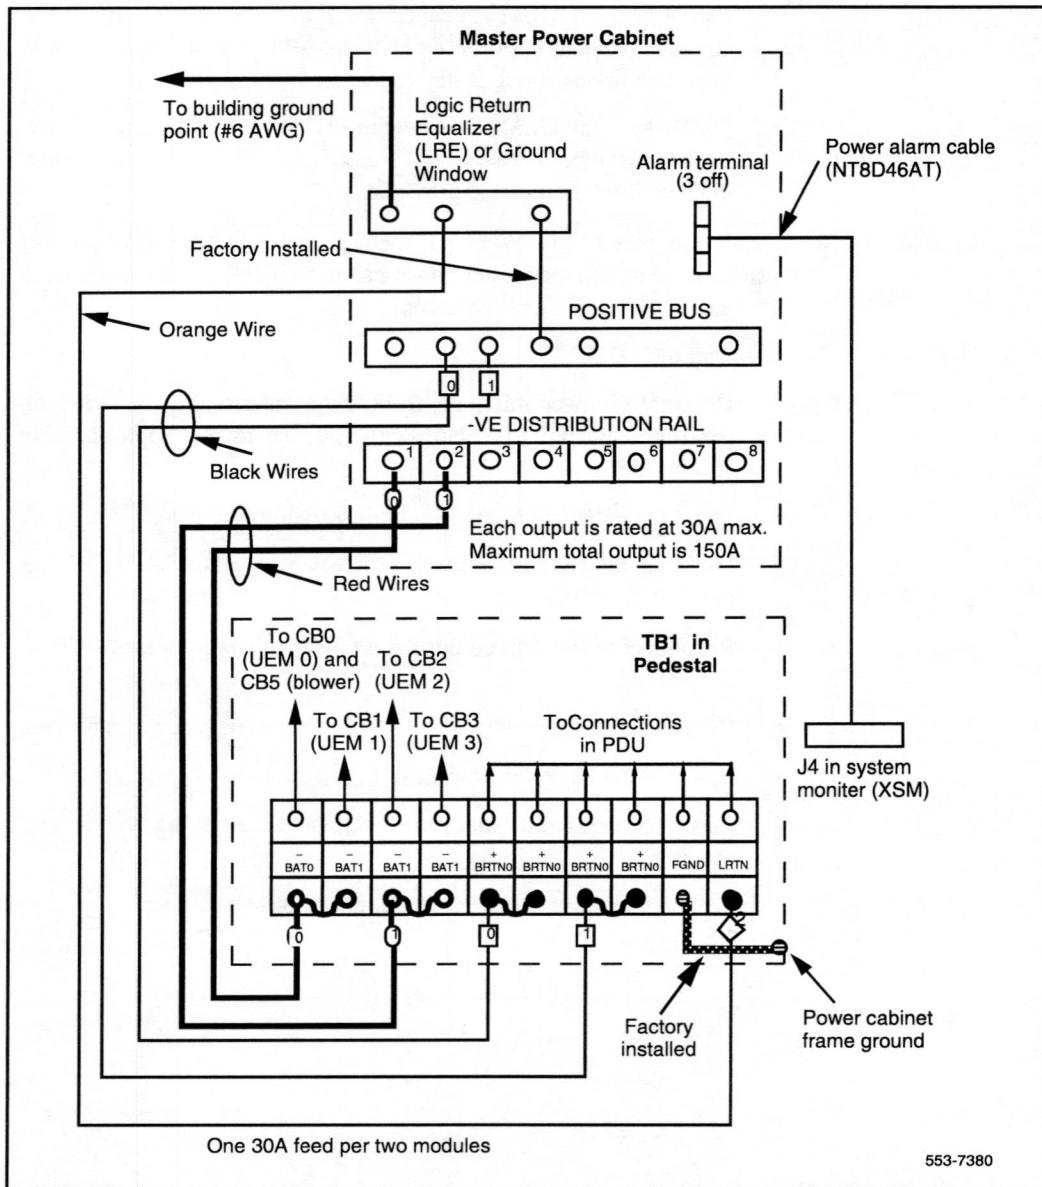 Master Power Cabinet
To building ground
point (#6 AWG)
Logic Return
Equalizer
(LRE) or Ground
Window
Alarm terminal
(3 off)
Power alarm cable
(NT8D46AT)
Factory Installed
Orange Wire
POSITIVE BUS
0 1
Black Wires
-VE DISTRIBUTION RAIL
1 2 3 4 5 6 7 8
0 1
Each output is rated at 30A max.
Maximum total output is 150A
Red Wires
TB1 in
Pedestal
To CB0
(UEM 0) and
CB5 (blower)
To CB2
(UEM 2)
To CB1
(UEM 1)
To CB3
(UEM 3)
ToConnections
in PDU
J4 in system
moniter (XSM)
− − − − + + + +
BAT0 BAT1 BAT1 BAT1 BRTN0 BRTN0 BRTN0 BRTN0 FGND LRTN
0 1 0 1
Factory
installed
Power cabinet
frame ground
One 30A feed per two modules
553-7380